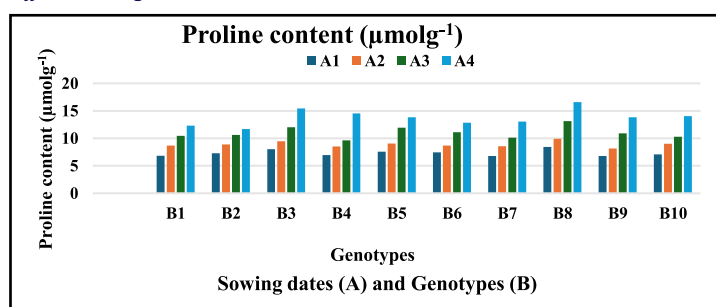 Proline content (µmolg⁻¹)
A1 A2 A3 A4
Proline content (µmolg⁻¹)
20
15
10
5
0
B1 B2 B3 B4 B5 B6 B7 B8 B9 B10
Genotypes
Sowing dates (A) and Genotypes (B)